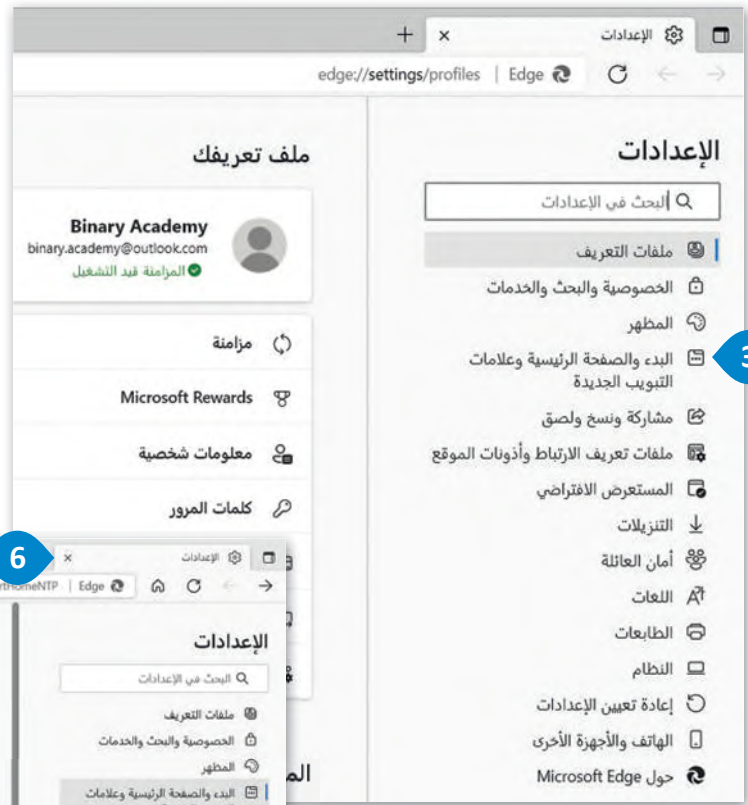 الإعدادات
edge://settings/profiles | Edge
الإعدادات
البحث في الإعدادات
ملفات التعريف
الخصوصية والبحث والخدمات
المظهر
البدء والصفحة الرئيسية وعلامات
التبويب الجديدة
3
مشاركة ونسخ ولصق
ملفات تعريف الارتباط وأذونات الموقع
المستعرض الافتراضي
التنزيلات
أمان العائلة
اللغات
الطابعات
النظام
إعادة تعيين الإعدادات
الهاتف والأجهزة الأخرى
حول Microsoft Edge
ملف تعريفك
Binary Academy
binary.academy@outlook.com
المزامنة قيد التشغيل
مزامنة
Microsoft Rewards
معلومات شخصية
كلمات المرور
6
الإعدادات
rtHomeNTP | Edge
الإعدادات
البحث في الإعدادات
ملفات التعريف
الخصوصية والبحث والخدمات
المظهر
البدء والصفحة الرئيسية وعلامات